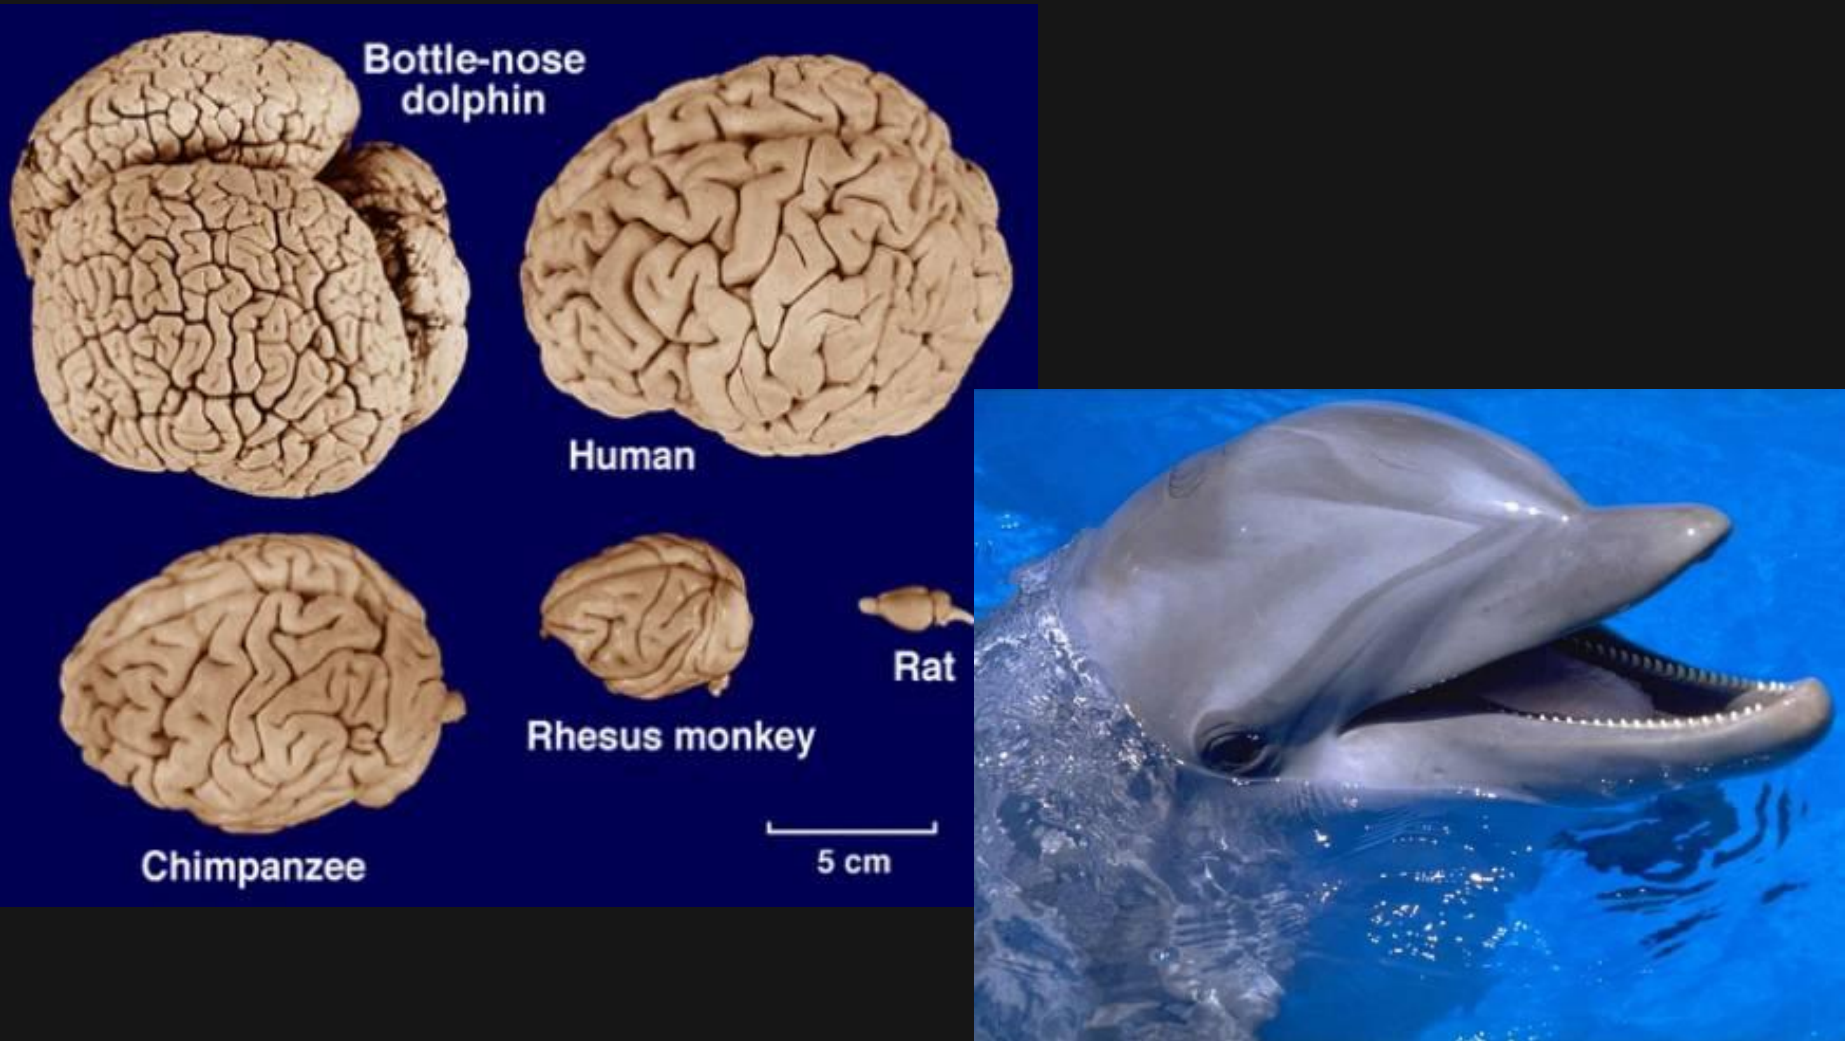 Bottle-nose
dolphin
Human
Rhesus monkey
Rat
Chimpanzee
5 cm